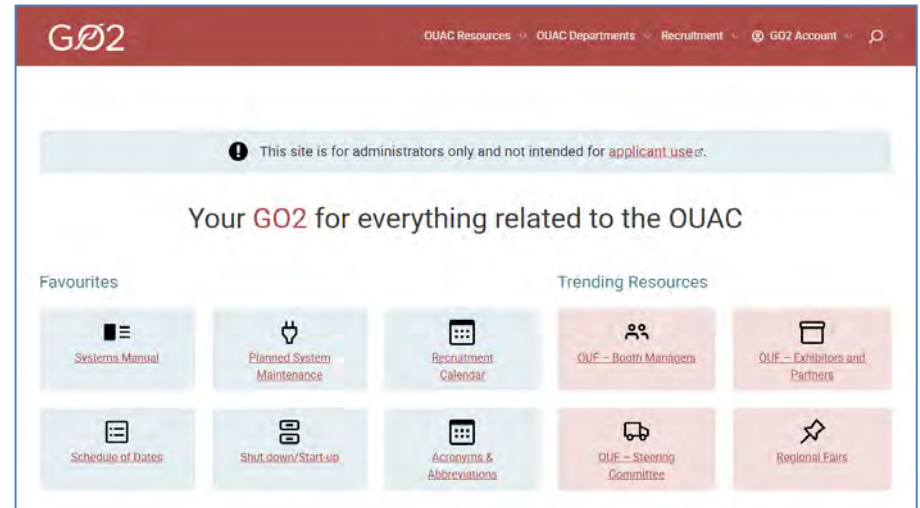 GØ2
OUAC Resources OUAC Departments Recruitment GO2 Account
This site is for administrators only and not intended for applicant use.
Your GO2 for everything related to the OUAC
Favourites
Trending Resources
Systems Manual
Planned System
Maintenance
Recruitment
Calendar
OUF – Booth Managers
OUF – Exhibitors and
Partners
Schedule of Dates
Shut down/Start-up
Acronyms &
Abbreviations
OUF – Steering
Committee
Regional Fairs